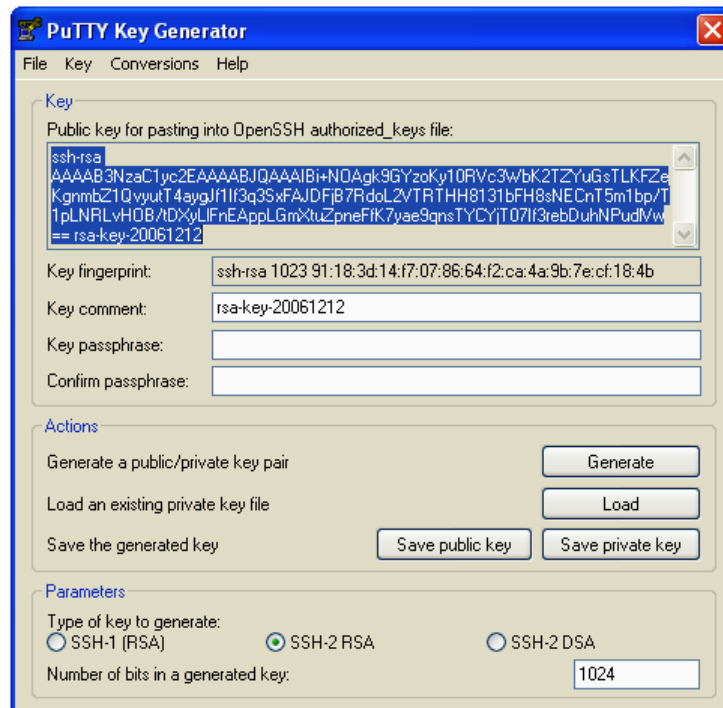 PuTTY Key Generator
File Key Conversions Help
Key
Public key for pasting into OpenSSH authorized_keys file:
ssh-rsa
AAAAB3NzaC1yc2EAAAABJQAAAIBi+NOAgk9GYzoKy10RVc3WbK2TZYuGsTLKFZe
KgnmbZ1QvyutT4aygJf1If3q3SxFAJDFjB7RdoL2VTRTHH8131bFH8sNECnT5m1bp/T
1pLNRLvHOB/tDXyLlFnEAppLGmXtuZpneFfK7yae9qnsTYCYjT07If3rebDuhNPudMw
== rsa-key-20061212
Key fingerprint: ssh-rsa 1023 91:18:3d:14:f7:07:86:64:f2:ca:4a:9b:7e:cf:18:4b
Key comment: rsa-key-20061212
Key passphrase:
Confirm passphrase:
Actions
Generate a public/private key pair Generate
Load an existing private key file Load
Save the generated key Save public key Save private key
Parameters
Type of key to generate:
SSH-1 (RSA) SSH-2 RSA SSH-2 DSA
Number of bits in a generated key: 1024